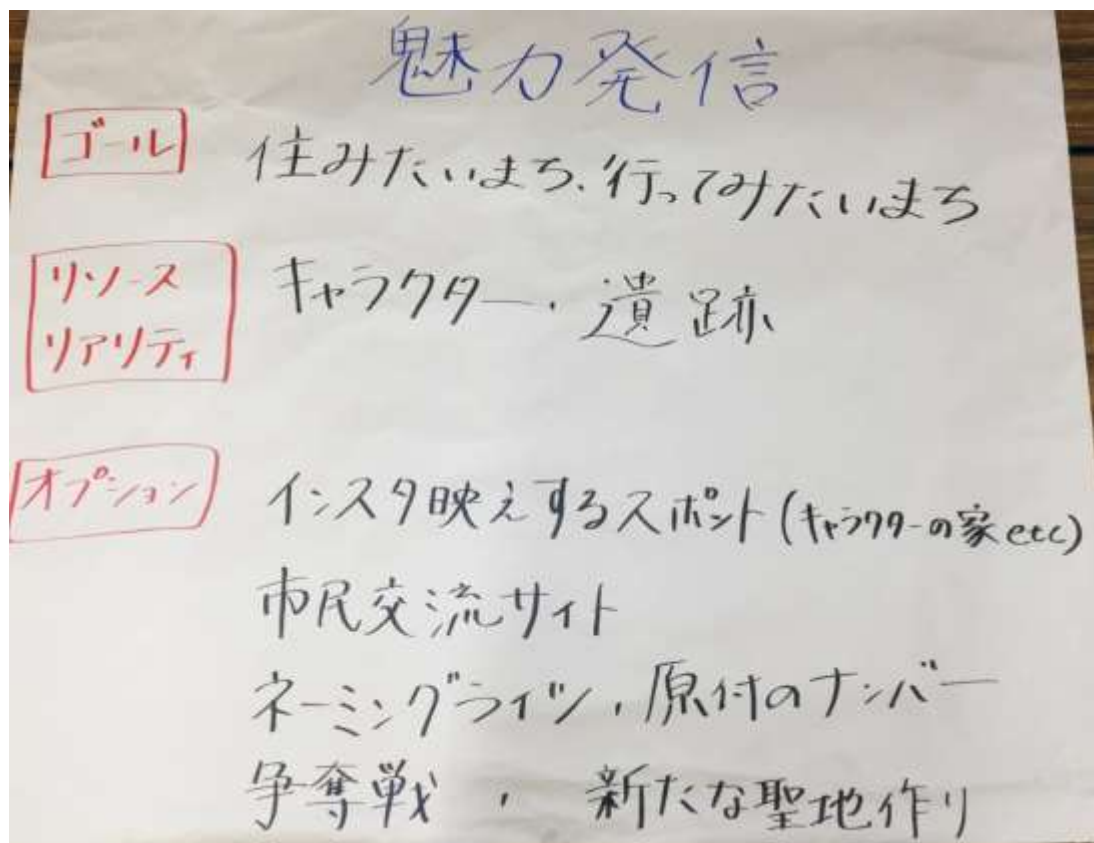 魅力発信
ゴール 住みたいまち、行ってみたいまち
リソース キャラクター、遺跡
リアリティ
オプション インスタ映えするスポット(キャラクターの家etc)
市民交流サイト
ネーミングライツ、原付のナンバー
争奪戦、新たな聖地作り